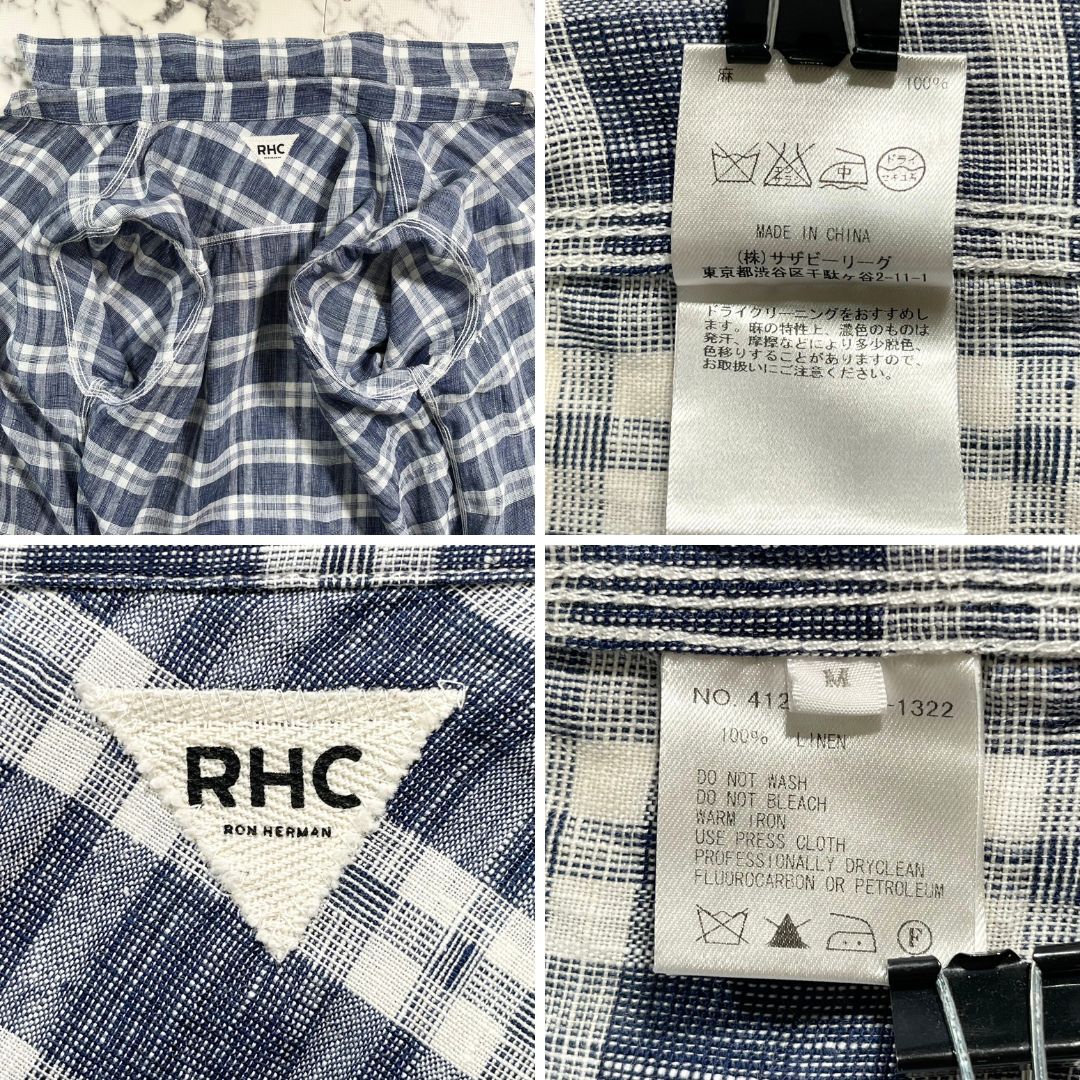 RHC
麻 100%
中
ドライ
セキユ系
MADE IN CHINA
(株)サザビーリーグ
東京都渋谷区千駄ヶ谷2-11-1
ドライクリーニングをおすすめし
ます。麻の特性上、濃色のものは
発汗、摩擦などにより多少脱色、
色移りすることがありますので、
お取扱いにご注意ください。
RHC
RON HERMAN
M
NO. 412 -1322
100% LINEN
DO NOT WASH
DO NOT BLEACH
WARM IRON
USE PRESS CLOTH
PROFESSIONALLY DRYCLEAN
FLUOROCARBON OR PETROLEUM
F